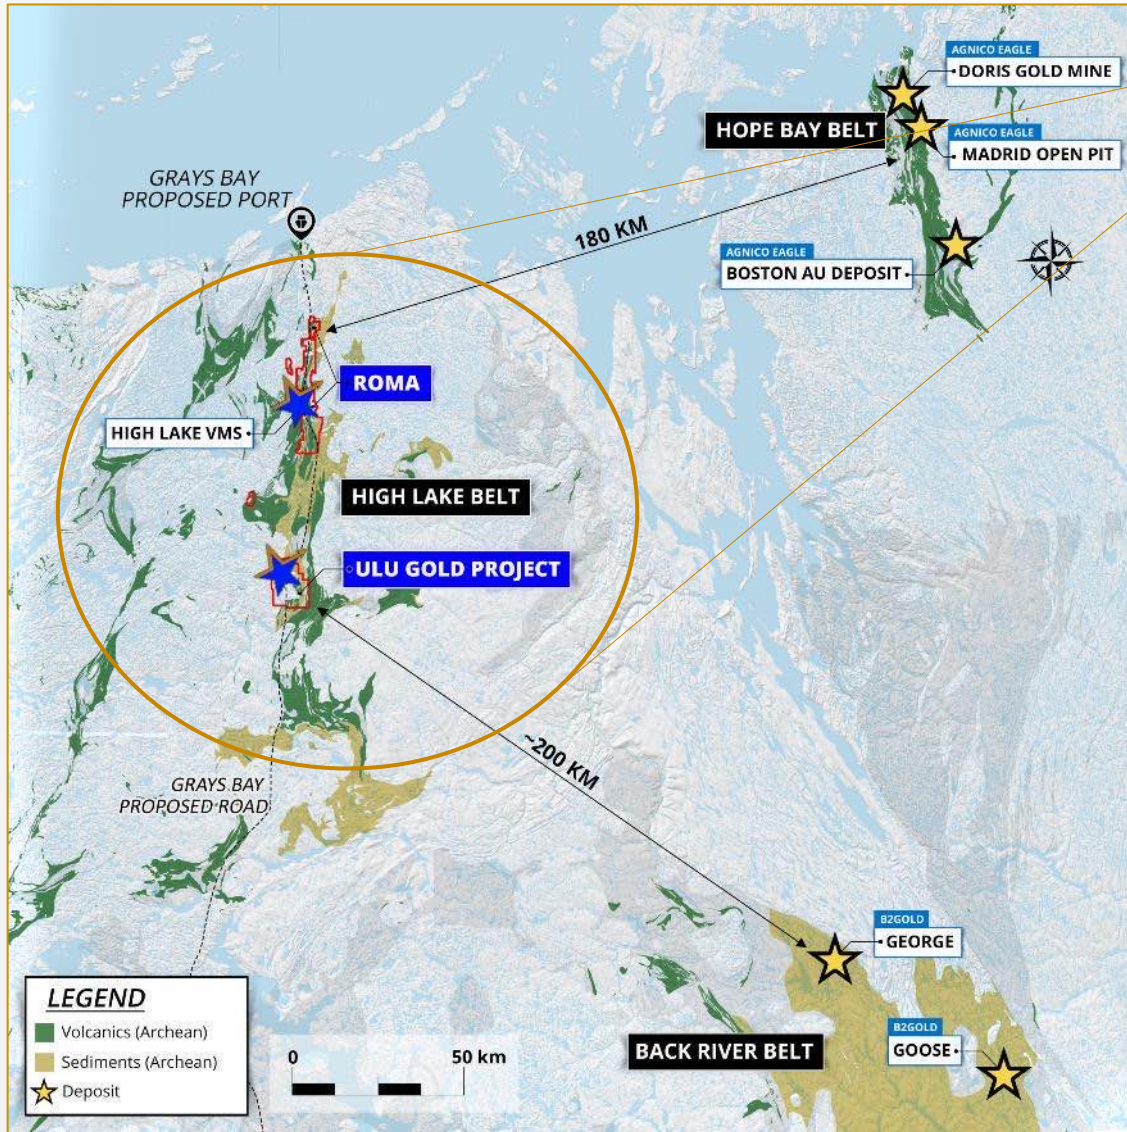 AGNICO EAGLE
DORIS GOLD MINE
HOPE BAY BELT
AGNICO EAGLE
MADRID OPEN PIT
GRAYS BAY
PROPOSED PORT
180 KM
AGNICO EAGLE
BOSTON AU DEPOSIT
ROMA
HIGH LAKE VMS
HIGH LAKE BELT
ULU GOLD PROJECT
~200 KM
GRAYS BAY
PROPOSED ROAD
B2GOLD
GEORGE
LEGEND
Volcanics (Archean)
Sediments (Archean)
Deposit
0
50 km
BACK RIVER BELT
B2GOLD
GOOSE